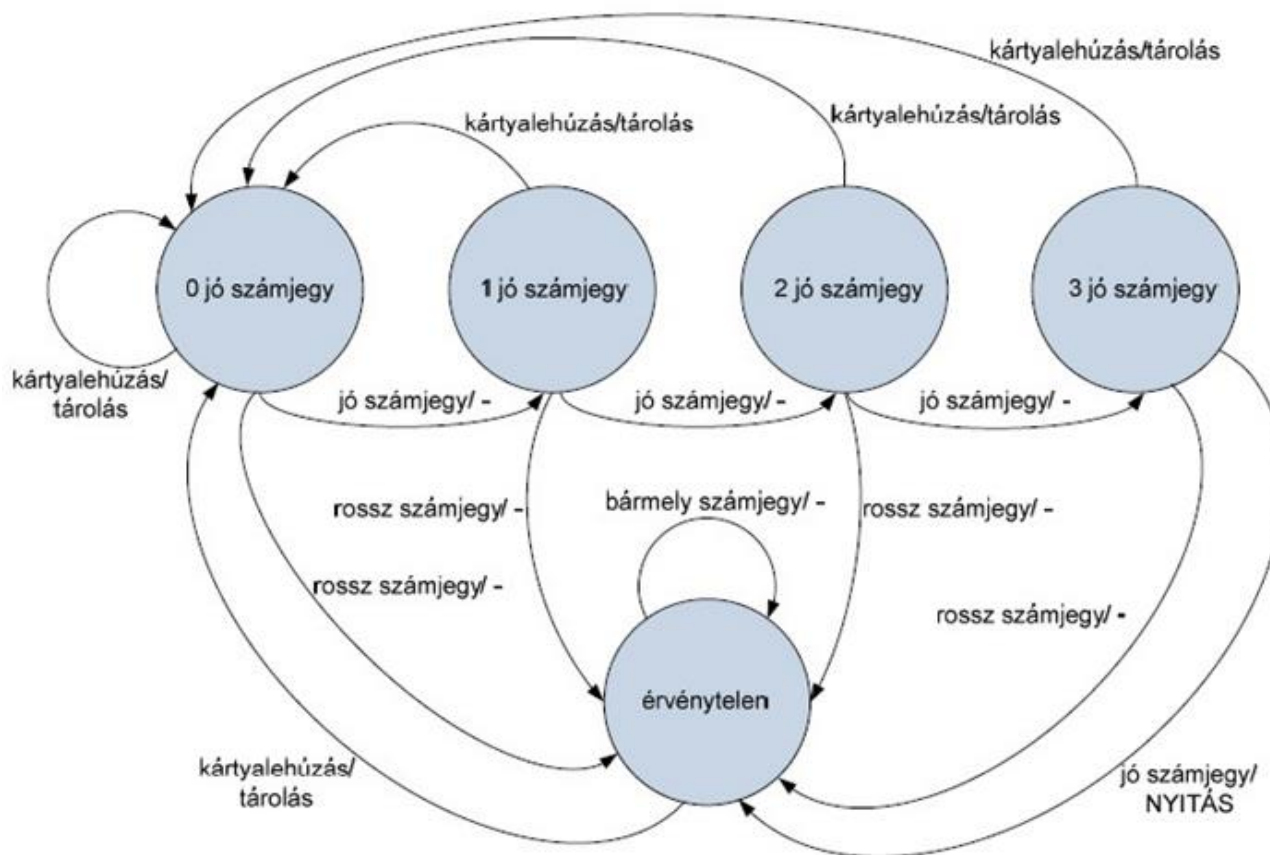 kártyalehúzás/tárolás
kártyalehúzás/tárolás
kártyalehúzás/tárolás
0 jó számjegy
1 jó számjegy
2 jó számjegy
3 jó számjegy
kártyalehúzás/
tárolás
jó számjegy/ -
jó számjegy/ -
jó számjegy/ -
rossz számjegy/ -
bármely számjegy/ -
rossz számjegy/ -
rossz számjegy/ -
rossz számjegy/ -
érvénytelen
kártyalehúzás/
tárolás
jó számjegy/
NYITÁS